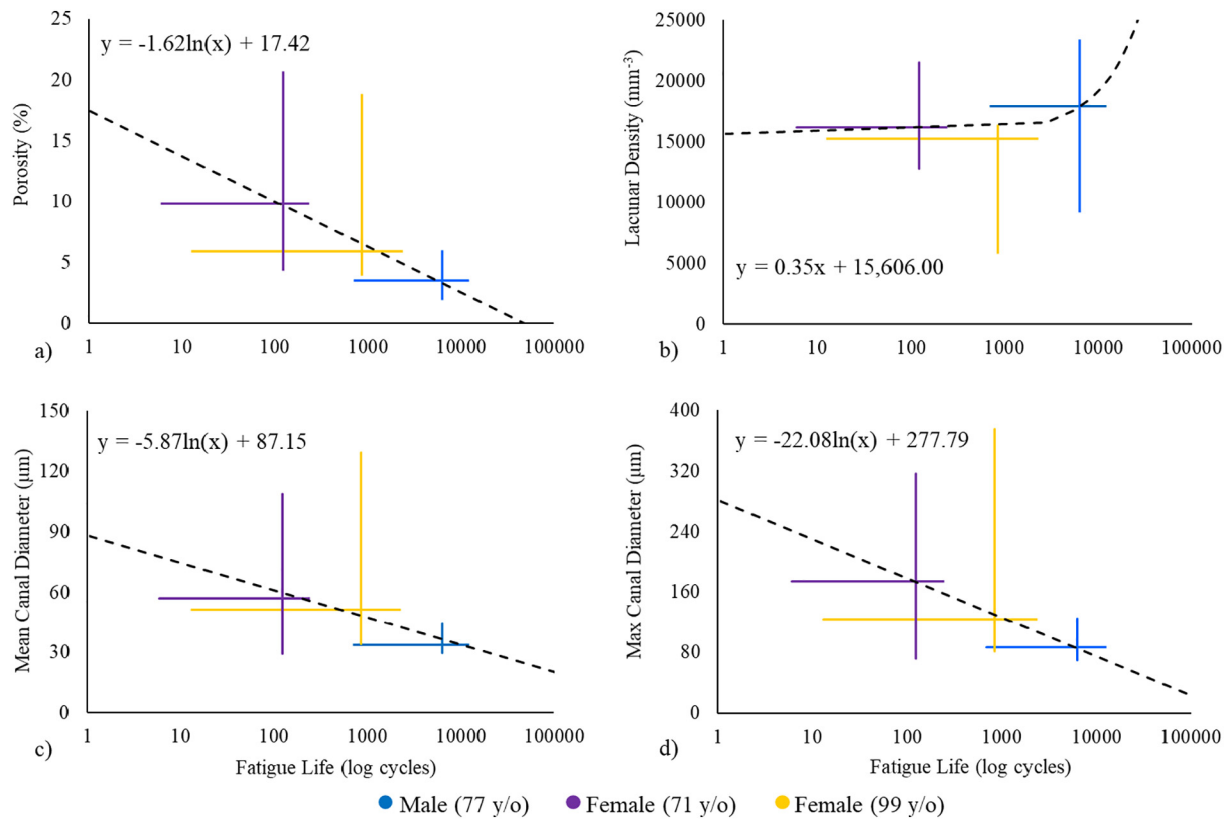 y = -1.62ln(x) + 17.42
Porosity (%)
25
20
15
10
5
0
1 10 100 1000 10000 100000
a)
Lacunar Density (mm-3)
25000
20000
15000
10000
5000
0
y = 0.35x + 15,606.00
1 10 100 1000 10000 100000
b)
y = -5.87ln(x) + 87.15
Mean Canal Diameter (µm)
150
120
90
60
30
0
1 10 100 1000 10000 100000
c)
Fatigue Life (log cycles)
y = -22.08ln(x) + 277.79
Max Canal Diameter (µm)
400
320
240
160
80
0
1 10 100 1000 10000 100000
d)
Fatigue Life (log cycles)
Male (77 y/o) Female (71 y/o) Female (99 y/o)